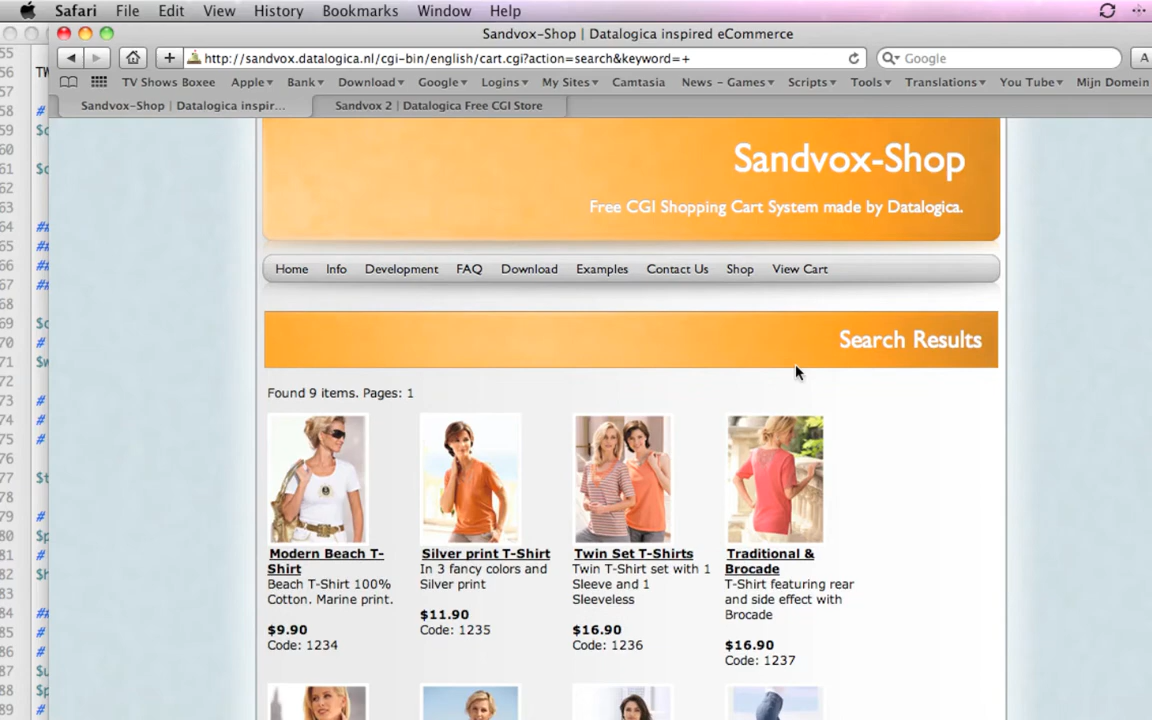 Safari File Edit View History Bookmarks Window Help
Sandvox-Shop | Datalogica inspired eCommerce
http://sandvox.datalogica.nl/cgi-bin/english/cart.cgi?action=search&keyword=+
Google
TV Shows Boxee Apple Bank Download Google Logins My Sites Camtasia News - Games Scripts Tools Translations You Tube Mijn Domein
Sandvox-Shop | Datalogica inspir... Sandvox 2 | Datalogica Free CGI Store
Sandvox-Shop
Free CGI Shopping Cart System made by Datalogica.
Home Info Development FAQ Download Examples Contact Us Shop View Cart
Search Results
Found 9 items. Pages: 1
Modern Beach T-
Shirt
Beach T-Shirt 100%
Cotton. Marine print.
$9.90
Code: 1234
Silver print T-Shirt
In 3 fancy colors and
Silver print
$11.90
Code: 1235
Twin Set T-Shirts
Twin T-Shirt set with 1
Sleeve and 1
Sleeveless
$16.90
Code: 1236
Traditional &
Brocade
T-Shirt featuring rear
and side effect with
Brocade
$16.90
Code: 1237